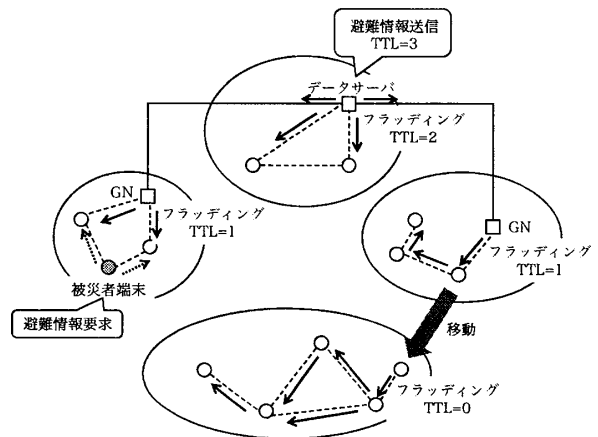 避難情報送信
TTL=3
データサーバ
フラッディング
TTL=2
GN
フラッディング
TTL=1
被災者端末
避難情報要求
GN
フラッディング
TTL=1
移動
フラッディング
TTL=0